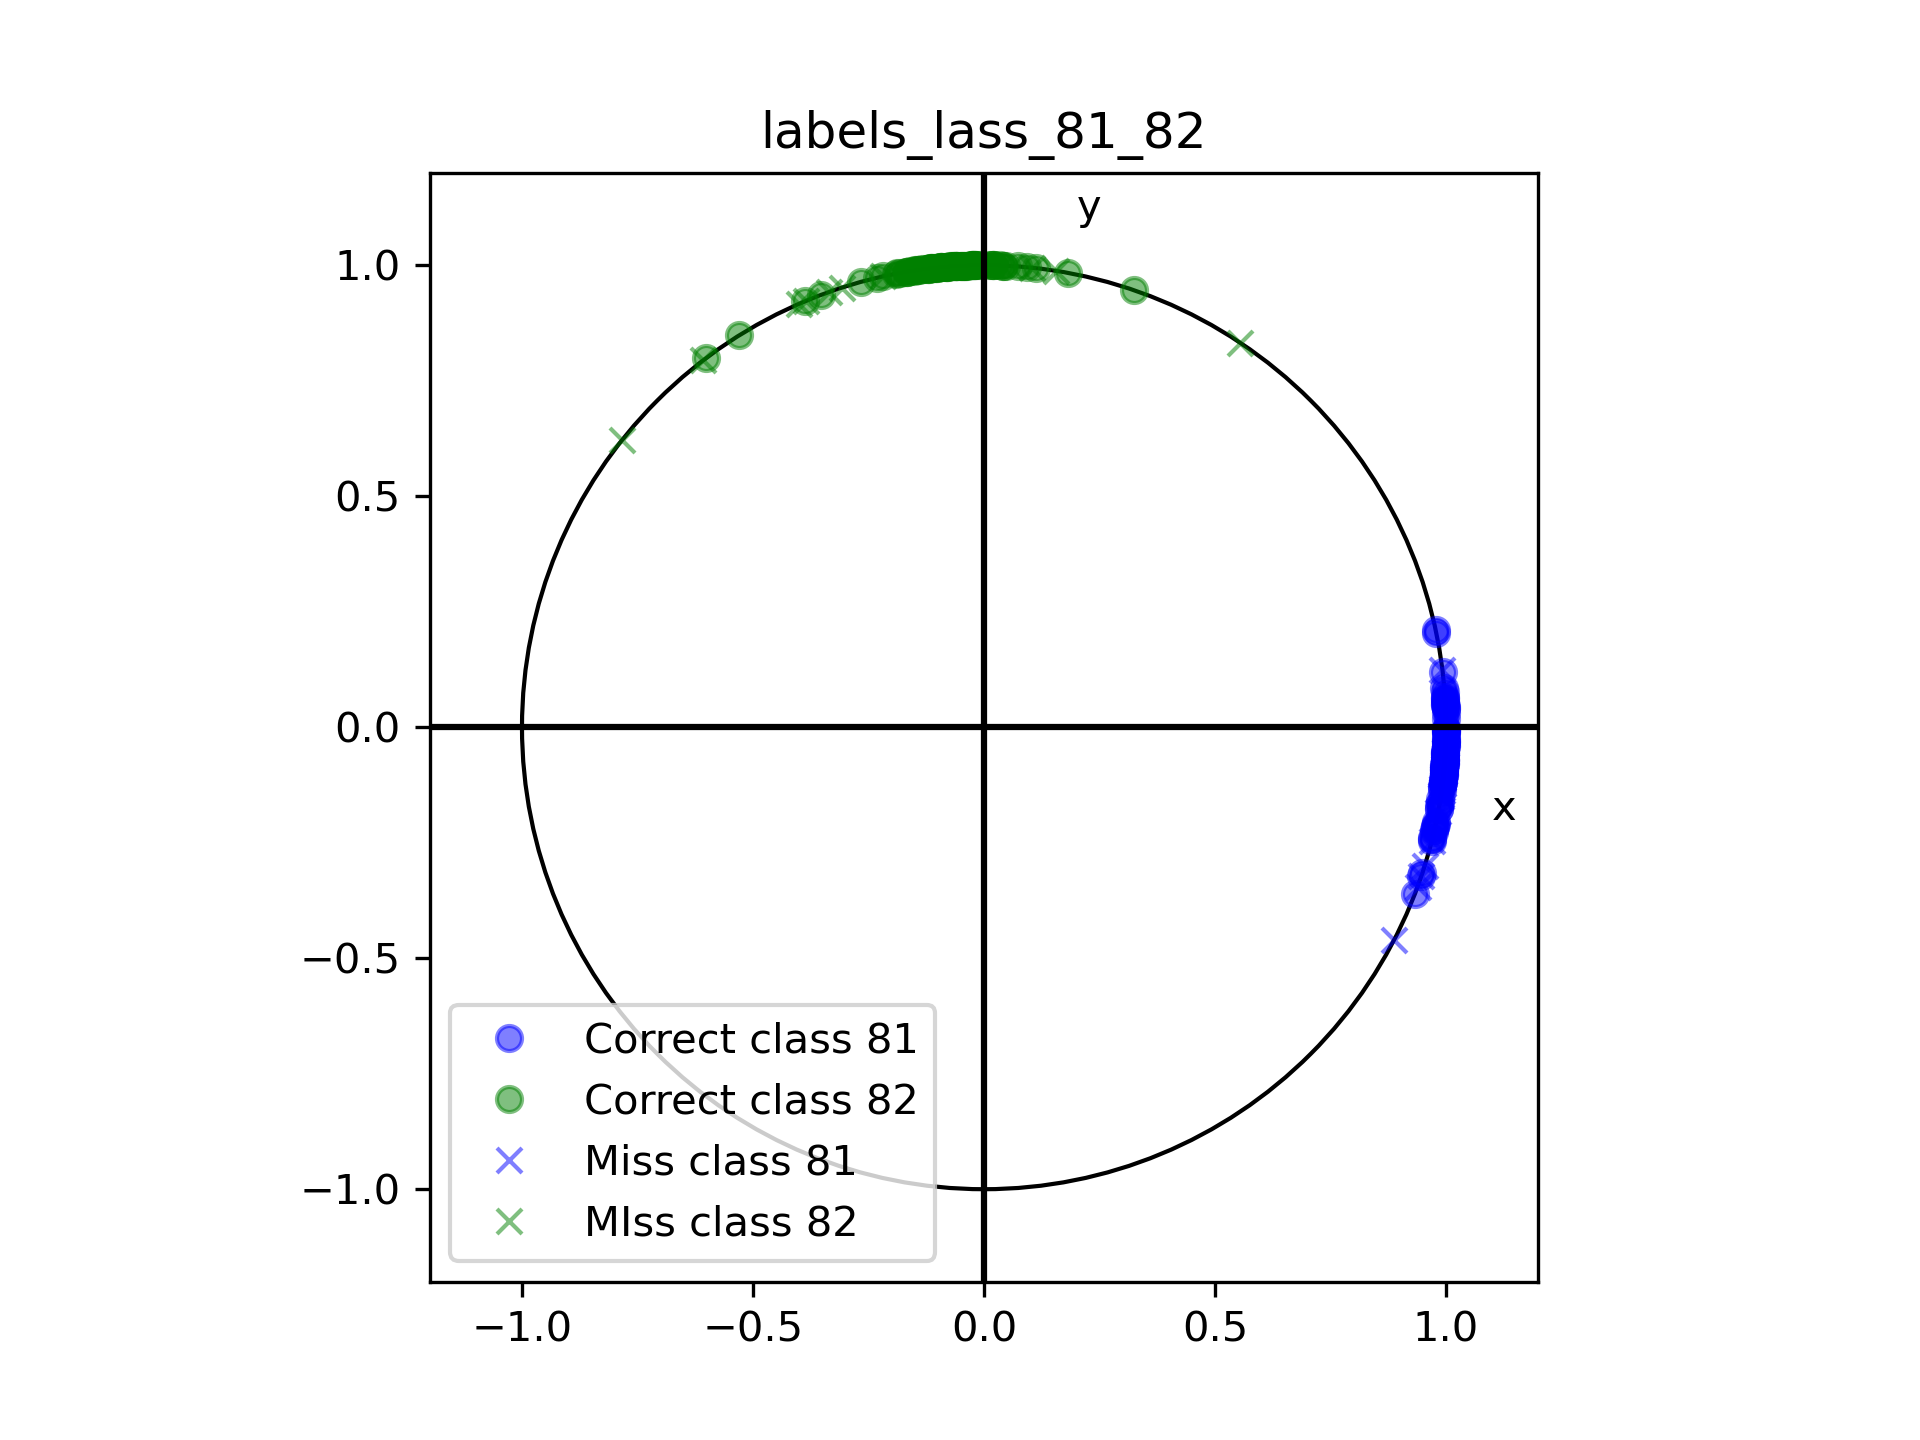 labels_lass_81_82
y
1.0
0.5
0.0
x
−0.5
−1.0
Correct class 81
Correct class 82
Miss class 81
MIss class 82
−1.0 −0.5 0.0 0.5 1.0